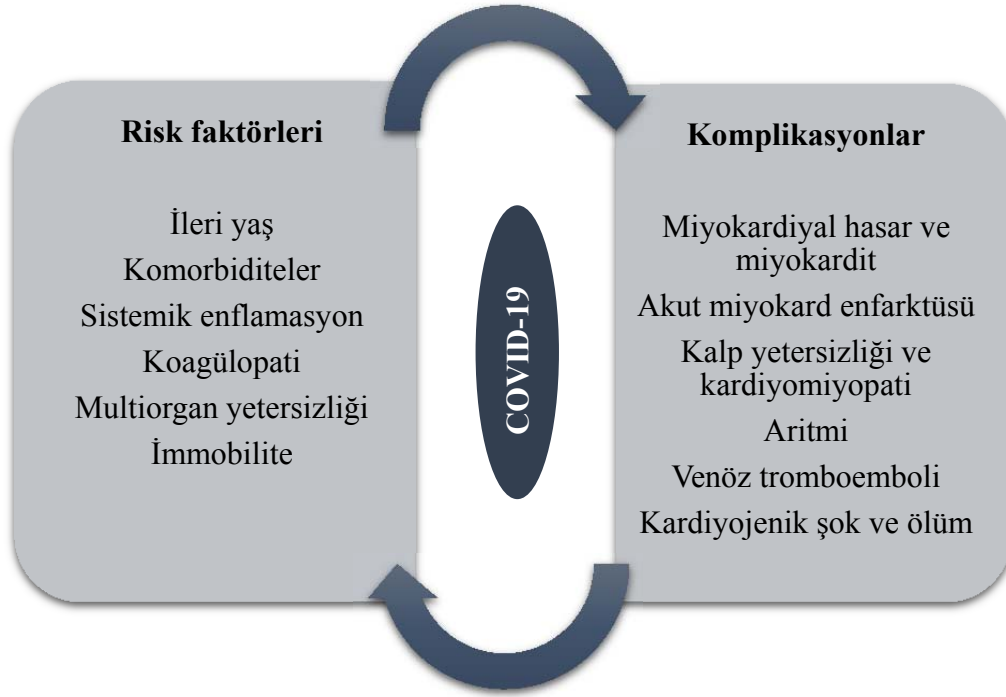 Risk faktörleri
İleri yaş
Komorbiditeler
Sistemik enflamasyon
Koagülopati
Multiorgan yetersizliği
İmmobilite
COVID-19
Komplikasyonlar
Miyokardiyal hasar ve
miyokardit
Akut miyokard enfarktüsü
Kalp yetersizliği ve
kardiyomiyopati
Aritmi
Venöz tromboemboli
Kardiyojenik şok ve ölüm